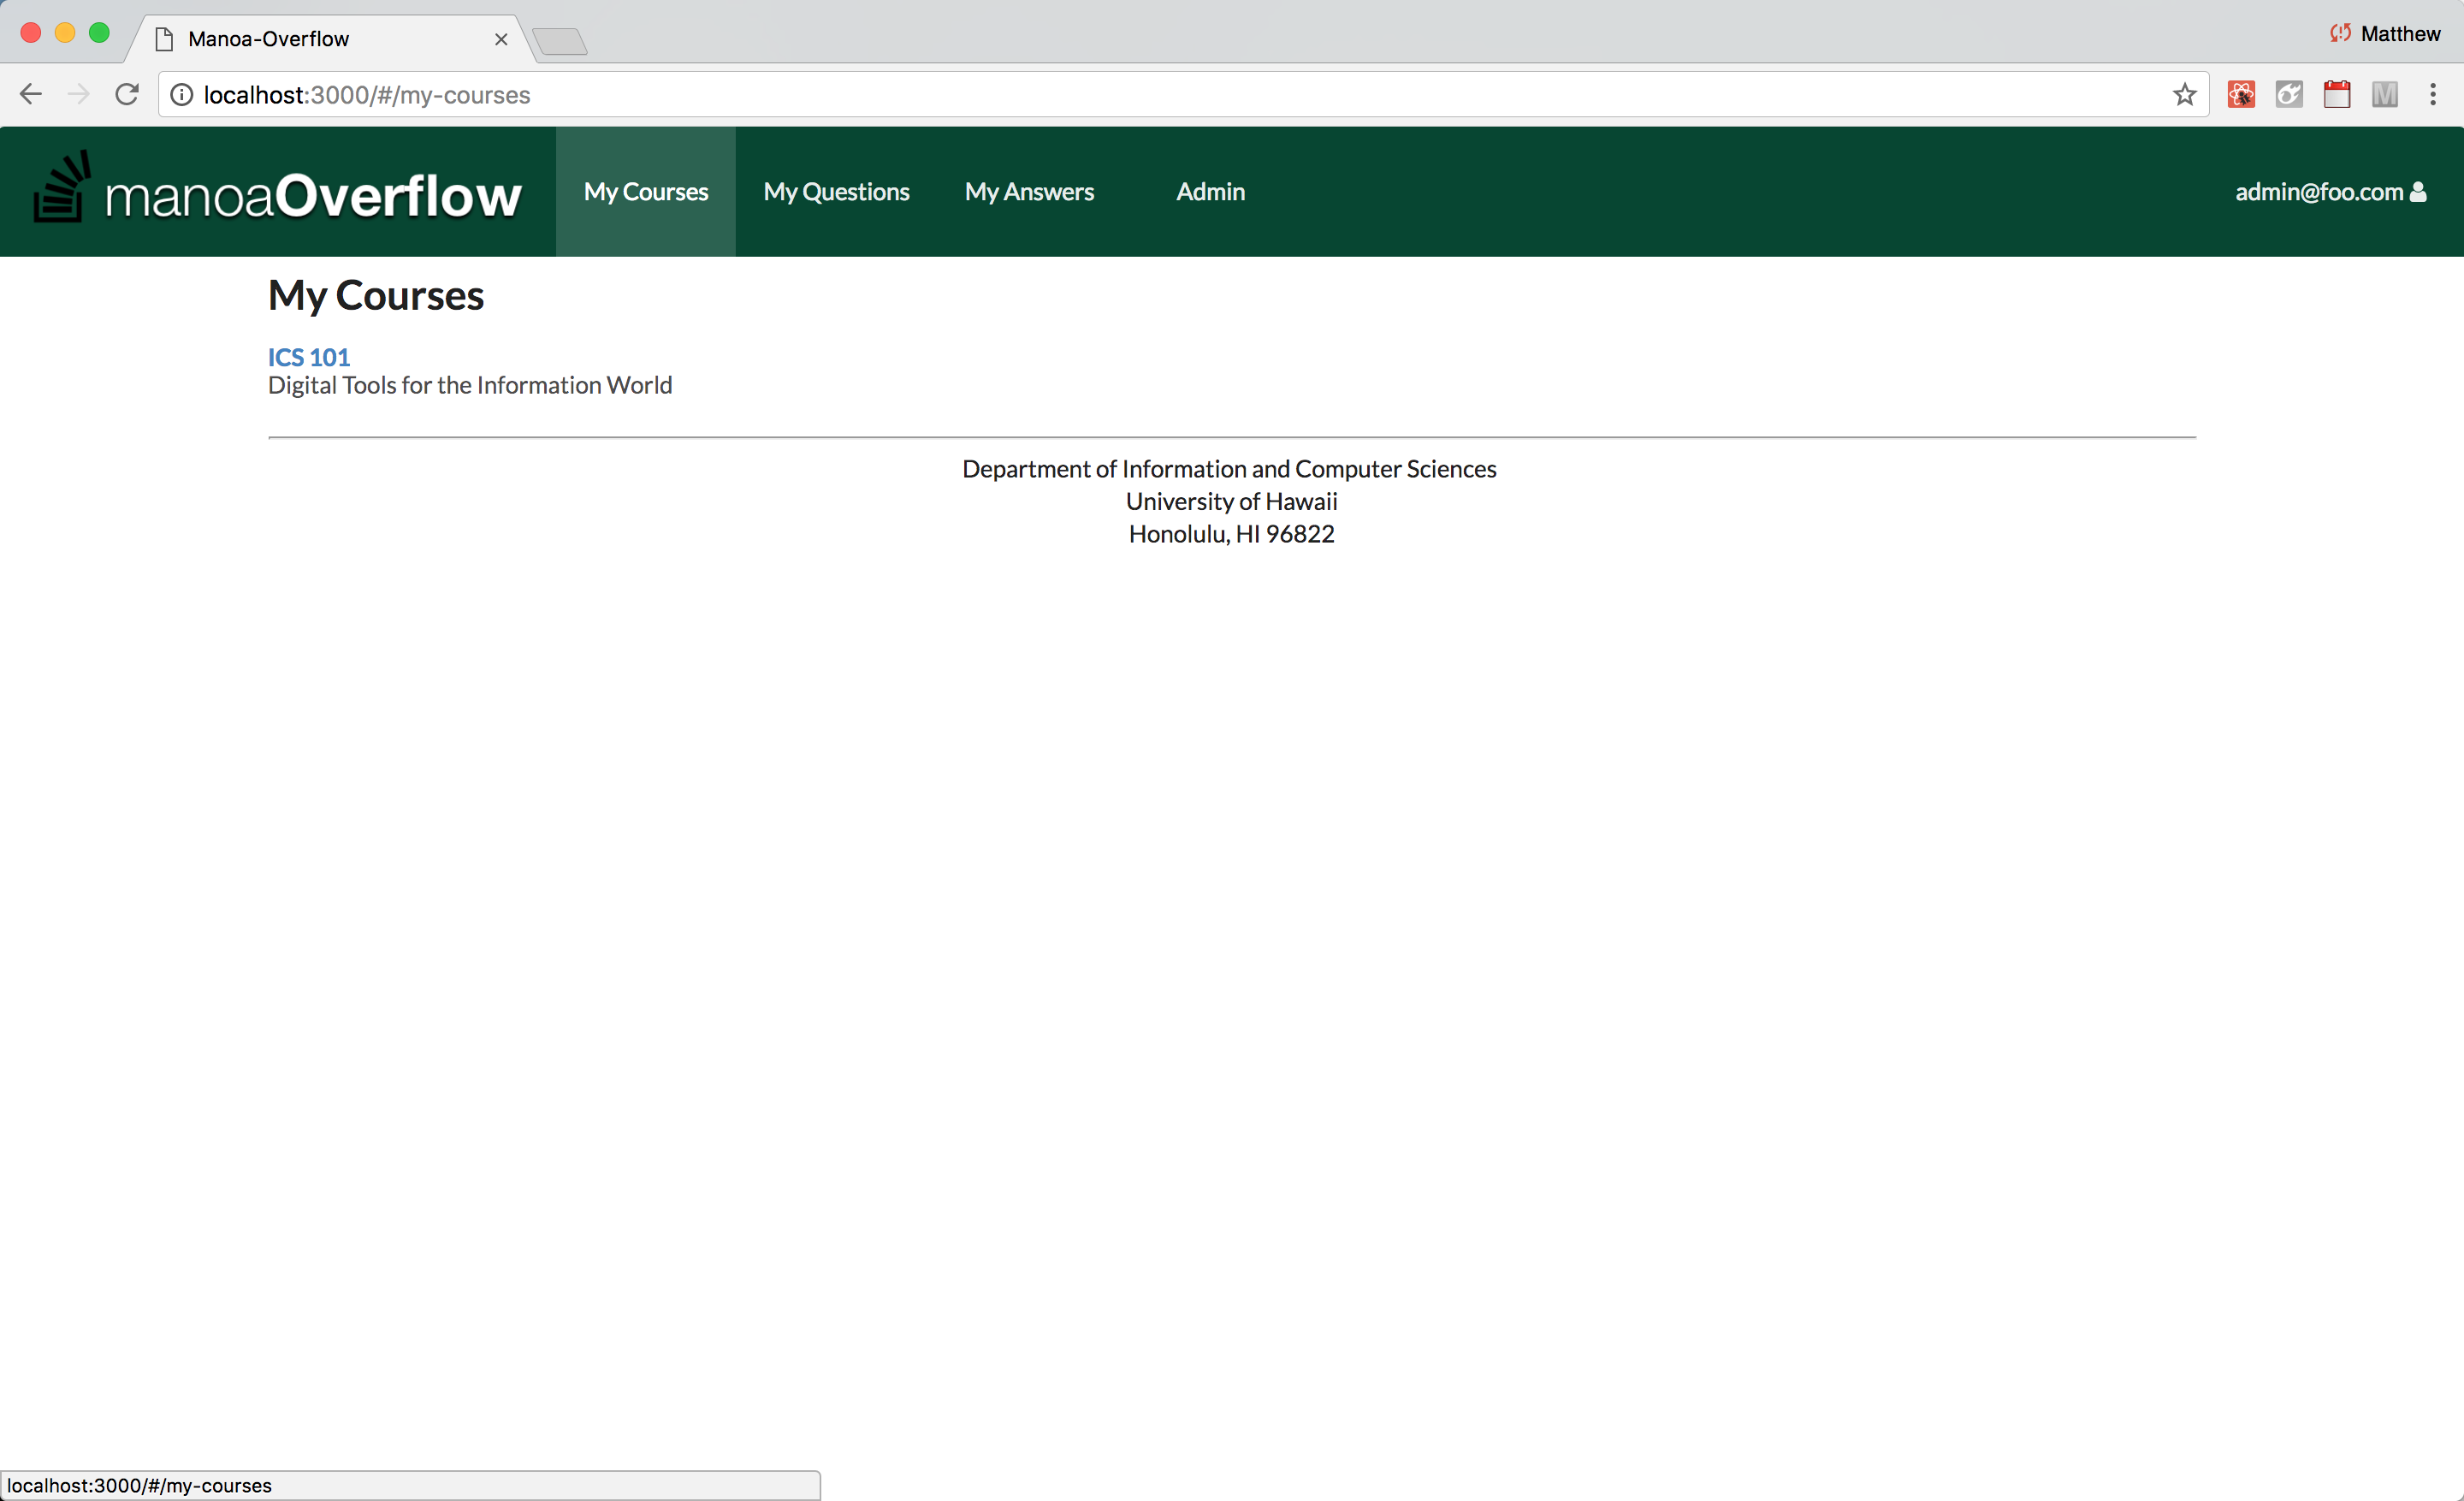 Manoa-Overflow
Matthew
localhost:3000/#/my-courses
manoaOverflow My Courses My Questions My Answers Admin admin@foo.com
My Courses
ICS 101
Digital Tools for the Information World
Department of Information and Computer Sciences
University of Hawaii
Honolulu, HI 96822
localhost:3000/#/my-courses